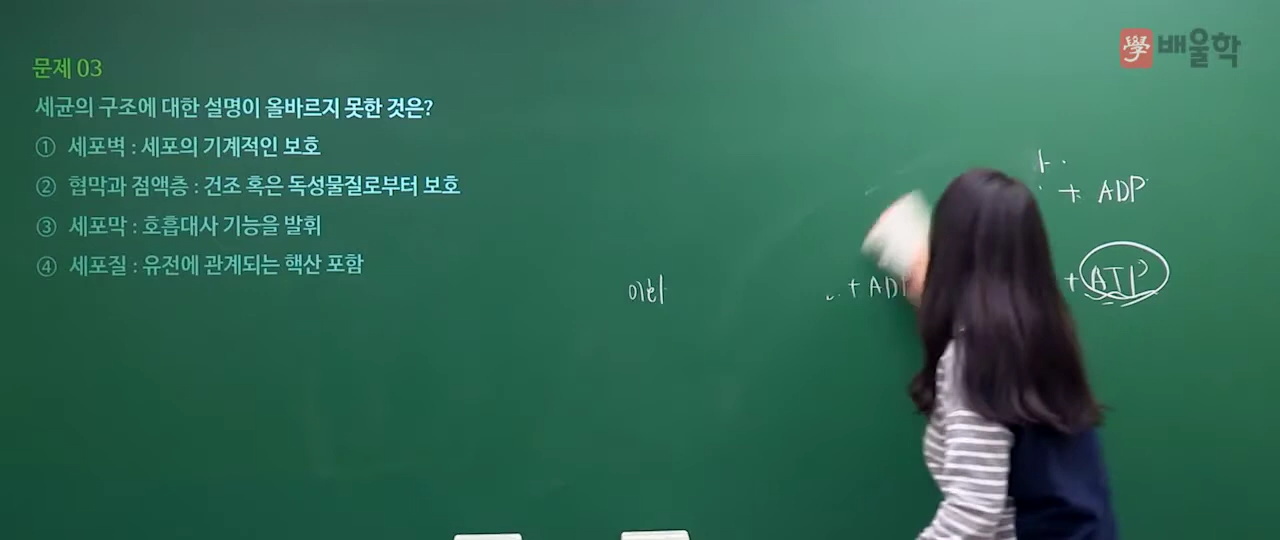 學 배울학
문제 03
세균의 구조에 대한 설명이 올바르지 못한 것은?
① 세포벽 : 세포의 기계적인 보호
② 협막과 점액층 : 건조 혹은 독성물질로부터 보호
③ 세포막 : 호흡대사 기능을 발휘
④ 세포질 : 유전에 관계되는 핵산 포함
+ ADP
+ AD
+ ATP